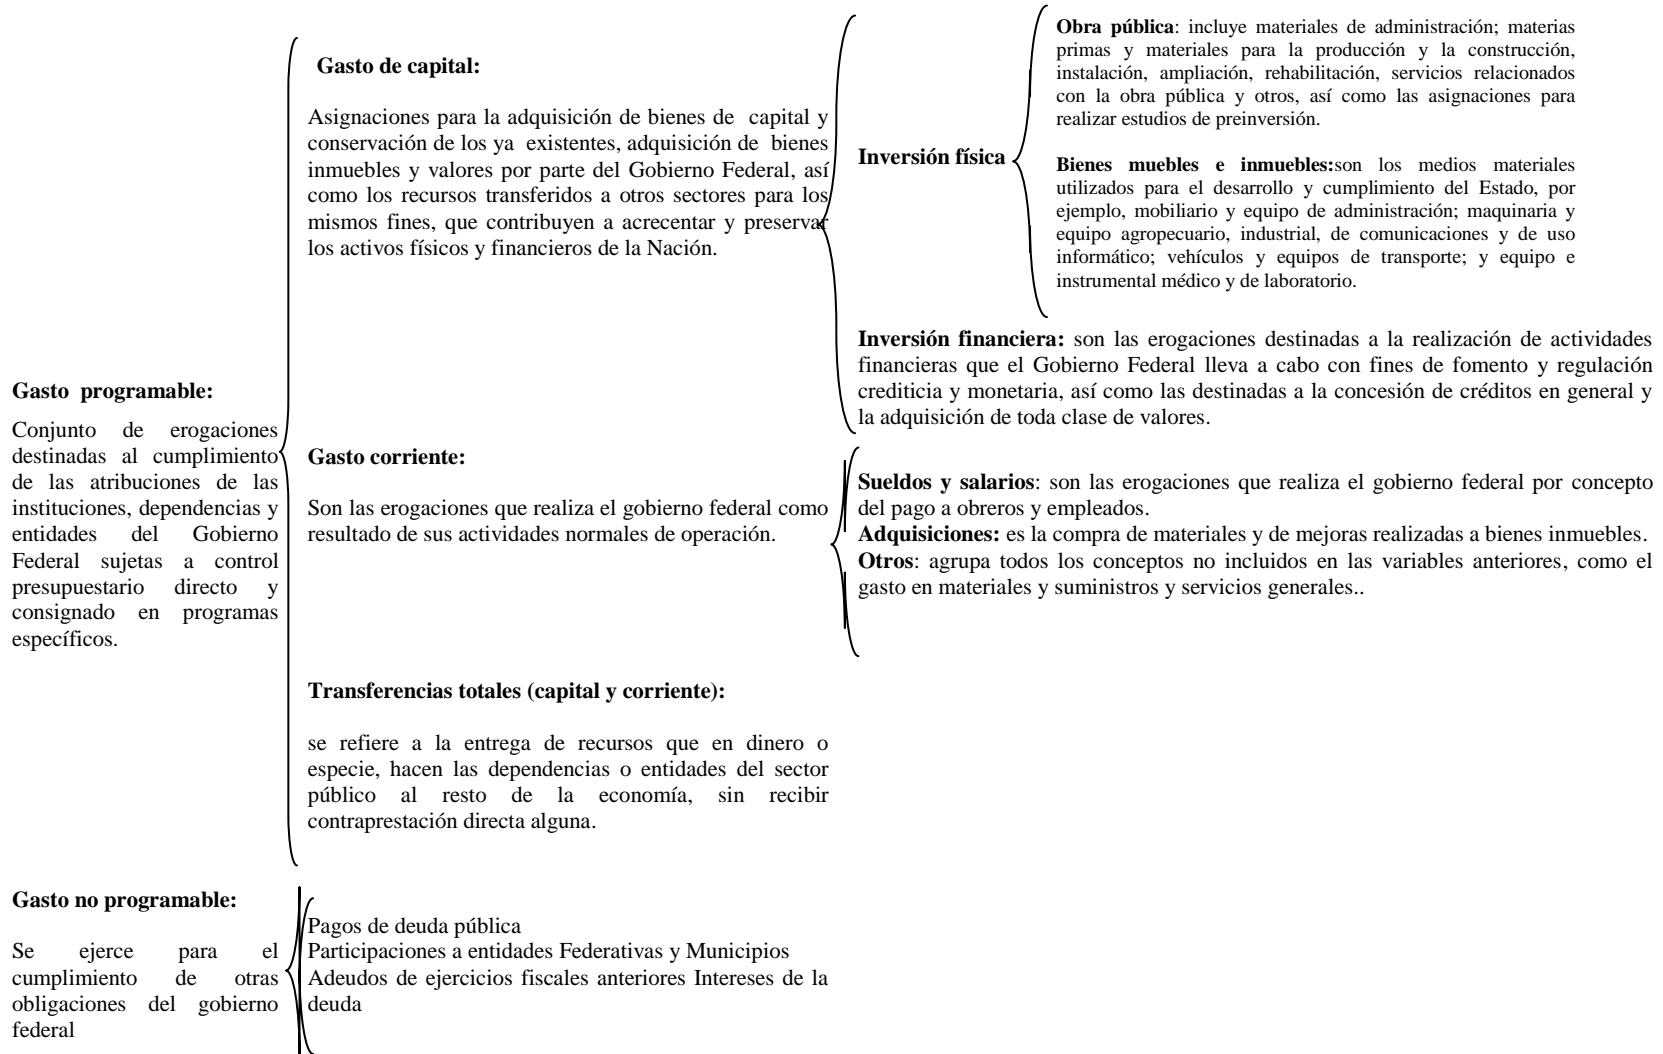 Gasto programable:
Conjunto de erogaciones
destinadas al cumplimiento
de las atribuciones de las
instituciones, dependencias y
entidades del Gobierno
Federal sujetas a control
presupuestario directo y
consignado en programas
específicos.
Gasto de capital:
Asignaciones para la adquisición de bienes de capital y
conservación de los ya existentes, adquisición de bienes
inmuebles y valores por parte del Gobierno Federal, así
como los recursos transferidos a otros sectores para los
mismos fines, que contribuyen a acrecentar y preservar
los activos físicos y financieros de la Nación.
Inversión física
Obra pública: incluye materiales de administración; materias
primas y materiales para la producción y la construcción,
instalación, ampliación, rehabilitación, servicios relacionados
con la obra pública y otros, así como las asignaciones para
realizar estudios de preinversión.
Bienes muebles e inmuebles:son los medios materiales
utilizados para el desarrollo y cumplimiento del Estado, por
ejemplo, mobiliario y equipo de administración; maquinaria y
equipo agropecuario, industrial, de comunicaciones y de uso
informático; vehículos y equipos de transporte; y equipo e
instrumental médico y de laboratorio.
Inversión financiera: son las erogaciones destinadas a la realización de actividades
financieras que el Gobierno Federal lleva a cabo con fines de fomento y regulación
crediticia y monetaria, así como las destinadas a la concesión de créditos en general y
la adquisición de toda clase de valores.
Gasto corriente:
Son las erogaciones que realiza el gobierno federal como
resultado de sus actividades normales de operación.
Sueldos y salarios: son las erogaciones que realiza el gobierno federal por concepto
del pago a obreros y empleados.
Adquisiciones: es la compra de materiales y de mejoras realizadas a bienes inmuebles.
Otros: agrupa todos los conceptos no incluidos en las variables anteriores, como el
gasto en materiales y suministros y servicios generales..
Transferencias totales (capital y corriente):
se refiere a la entrega de recursos que en dinero o
especie, hacen las dependencias o entidades del sector
público al resto de la economía, sin recibir
contraprestación directa alguna.
Gasto no programable:
Se ejerce para el
cumplimiento de otras
obligaciones del gobierno
federal
Pagos de deuda pública
Participaciones a entidades Federativas y Municipios
Adeudos de ejercicios fiscales anteriores Intereses de la
deuda